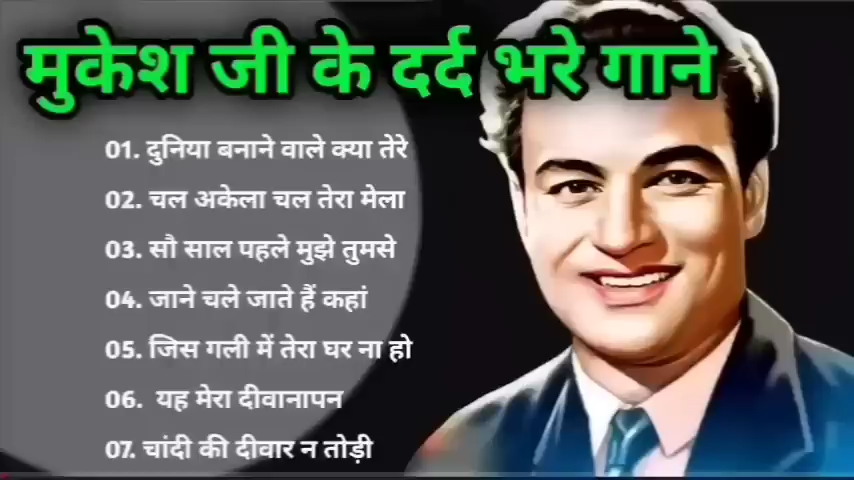 मुकेश जी के दर्द भरे गाने
01. दुनिया बनाने वाले क्या तेरे
02. चल अकेला चल तेरा मेला
03. सौ साल पहले मुझे तुमसे
04. जाने चले जाते हैं कहां
05. जिस गली में तेरा घर ना हो
06. यह मेरा दीवानापन
07. चांदी की दीवार न तोड़ी